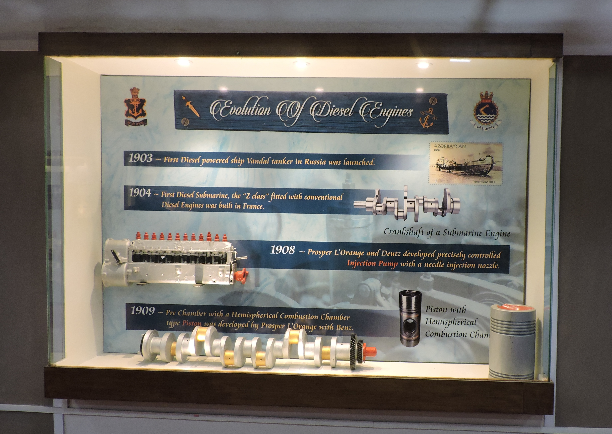 Evolution Of Diesel Engines
1903 – First Diesel powered ship Vandal tanker in Russia was launched.
1904 – First Diesel Submarine, the "Z class" fitted with conventional
Diesel Engines was built in France.
Crankshaft of a Submarine Engine
1908 – Prosper L'Orange and Deutz developed precisely controlled
Injection Pump with a needle injection nozzle.
1909 – Pre Chamber with a Hemispherical Combustion Chamber
type Piston was developed by Prosper L'Orange with Benz.
Piston with
Hemispherical
Combustion Cham